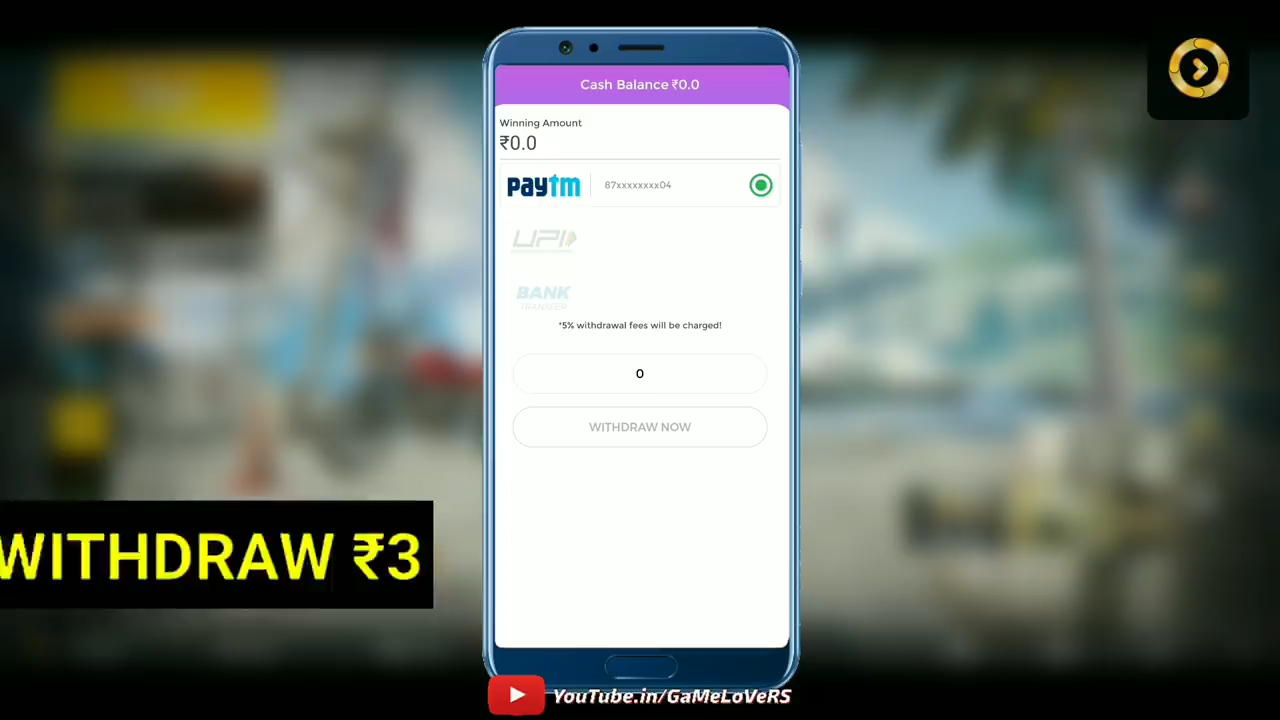 Cash Balance ₹0.0
Winning Amount
₹0.0
paytm
87xxxxxxxx04
UPI
BANK
TRANSFER
*5% withdrawal fees will be charged!
0
WITHDRAW NOW
WITHDRAW ₹3
YouTube.in/GaMeLoVeRS